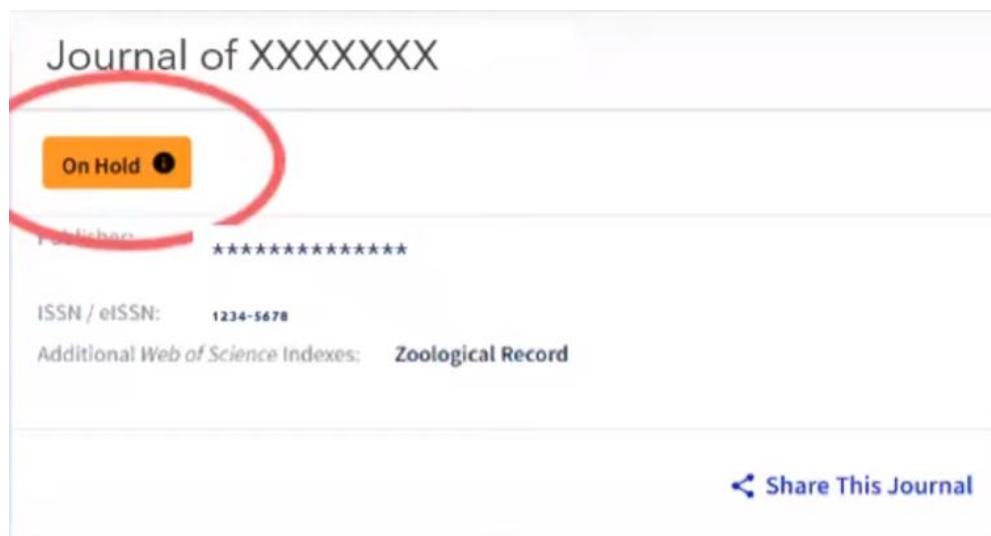 Journal of XXXXXXX
On Hold
Publisher: **************
ISSN / eISSN: 1234-5678
Additional Web of Science Indexes: Zoological Record
Share This Journal